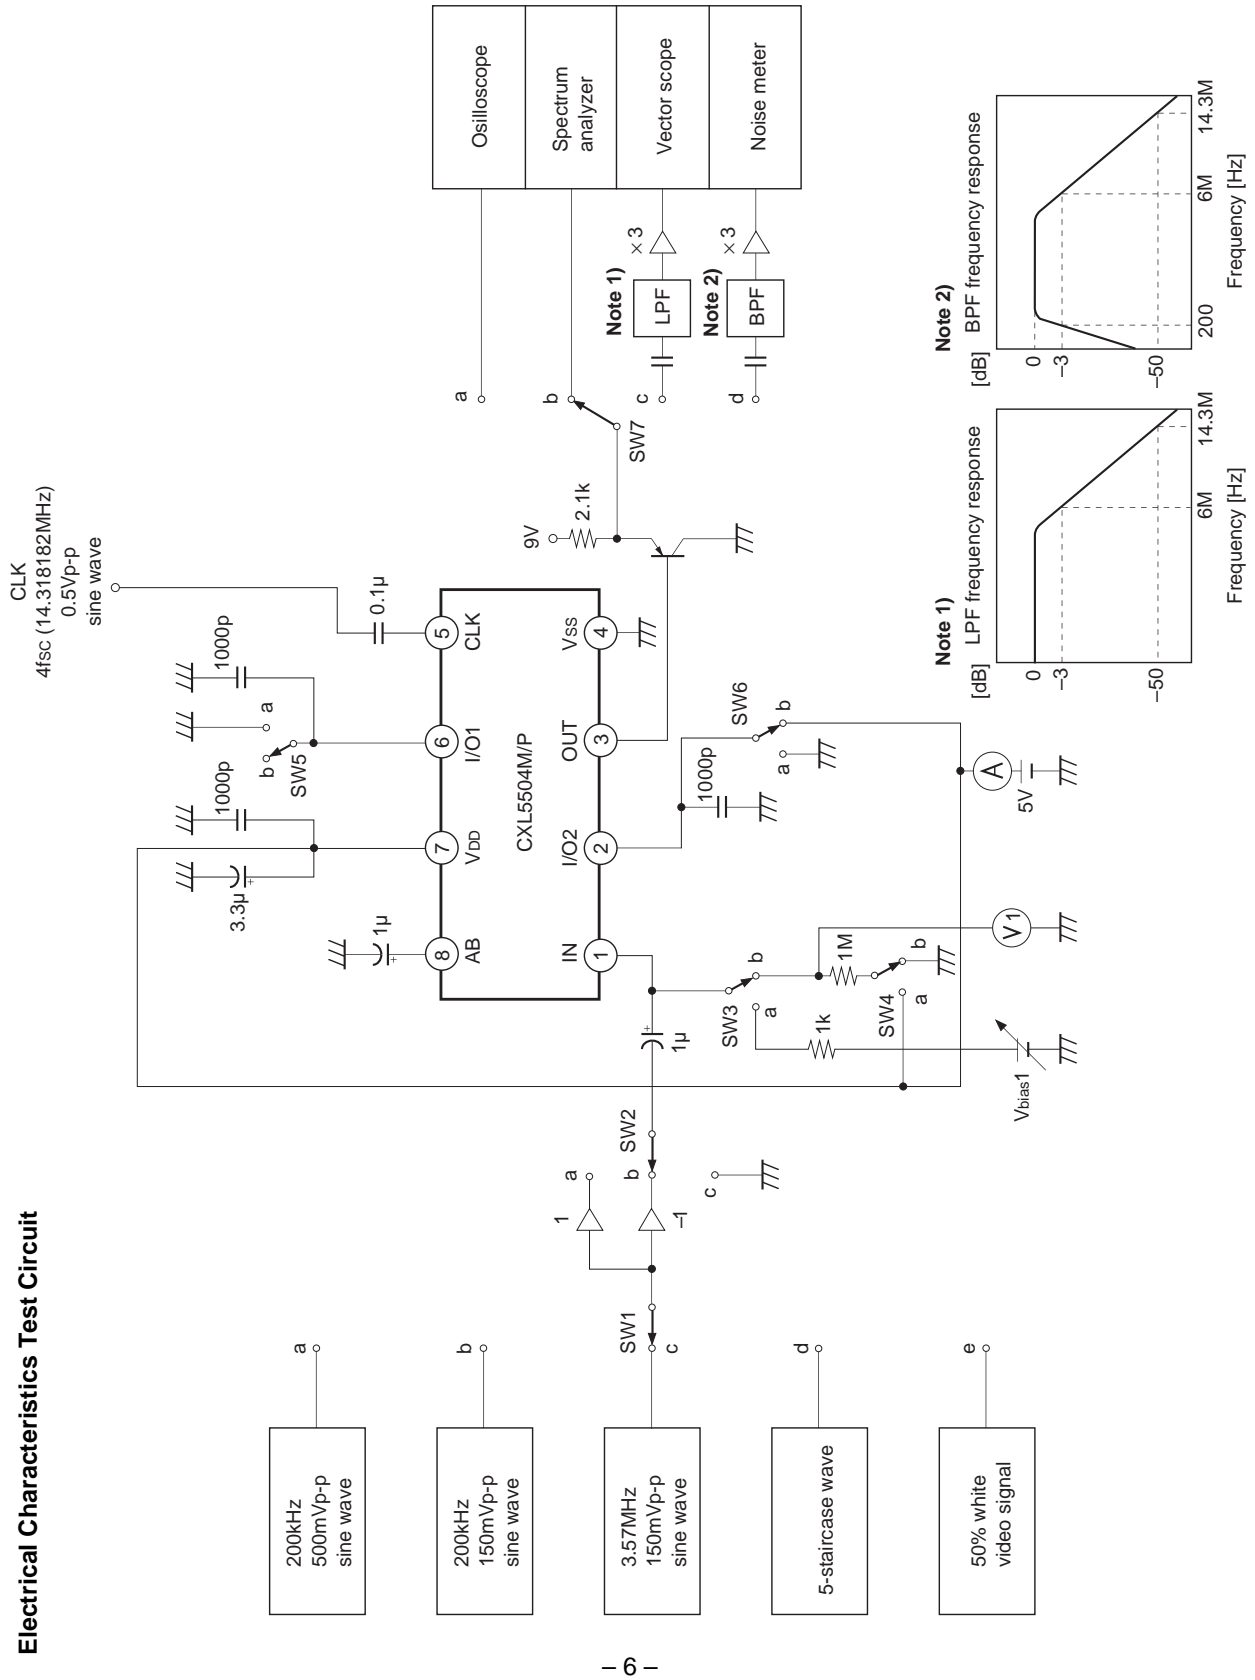 Electrical Characteristics Test Circuit
200kHz
500mVp-p
sine wave
a
200kHz
150mVp-p
sine wave
b
3.57MHz
150mVp-p
sine wave
SW1
c
5-staircase wave
d
50% white
video signal
e
1
a
–1
b
SW2
c
1µ
SW3
a
b
1k
1M
SW4
a
b
Vbias1
V1
A
5V
CXL5504M/P
8
AB
7
VDD
6
I/O1
5
CLK
1
IN
2
I/O2
3
OUT
4
VSS
1µ
3.3µ
1000p
b
SW5
a
1000p
0.1µ
CLK
4fsc (14.318182MHz)
0.5Vp-p
sine wave
1000p
a
SW6
b
9V
2.1k
SW7
a
b
c
d
Note 1)
LPF
× 3
Note 2)
BPF
× 3
Osilloscope
Spectrum
analyzer
Vector scope
Noise meter
Note 1)
LPF frequency response
[dB]
0
–3
–50
6M
14.3M
Frequency [Hz]
Note 2)
BPF frequency response
[dB]
0
–3
–50
200
6M
14.3M
Frequency [Hz]
– 6 –